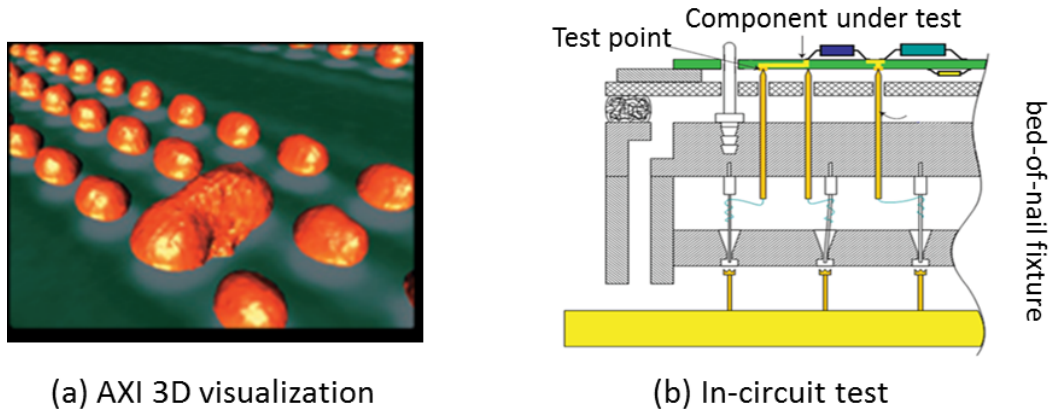 Component under test
Test point
bed-of-nail fixture
(a) AXI 3D visualization
(b) In-circuit test